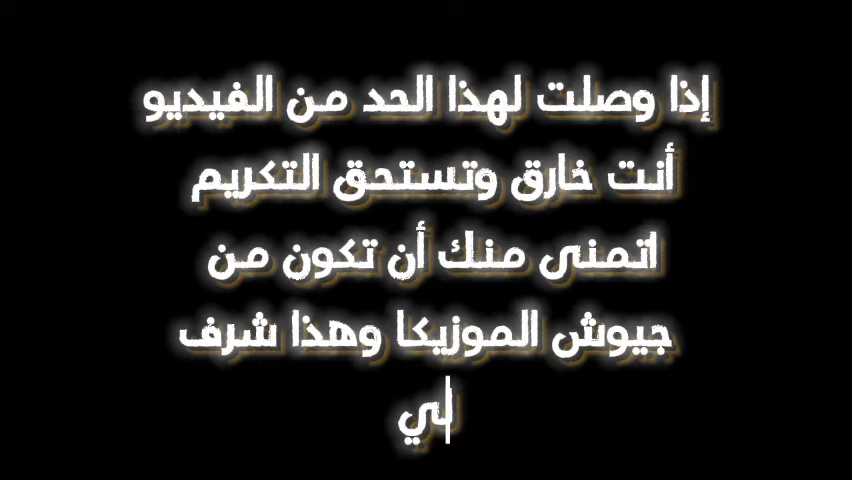 إذا وصلت لهذا الحد من الفيديو
أنت خارق وتستحق التكريم
اتمنى منك أن تكون من
جيوش الموزيكا وهذا شرف
لي